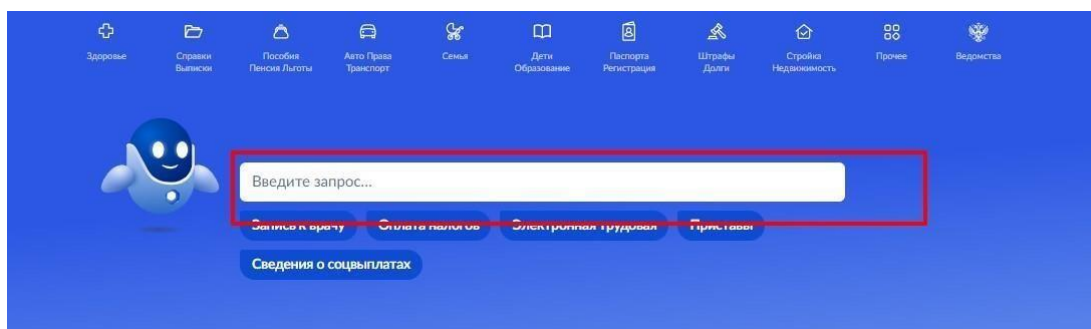 Здоровье
Справки
Выписки
Пособия
Пенсия Льготы
Авто Права
Транспорт
Семья
Дети
Образование
Паспорта
Регистрация
Штрафы
Долги
Стройка
Недвижимость
Прочее
Ведомства
Введите запрос...
Запись к врачу Оплата налогов Электронная трудовая Приставы
Сведения о соцвыплатах